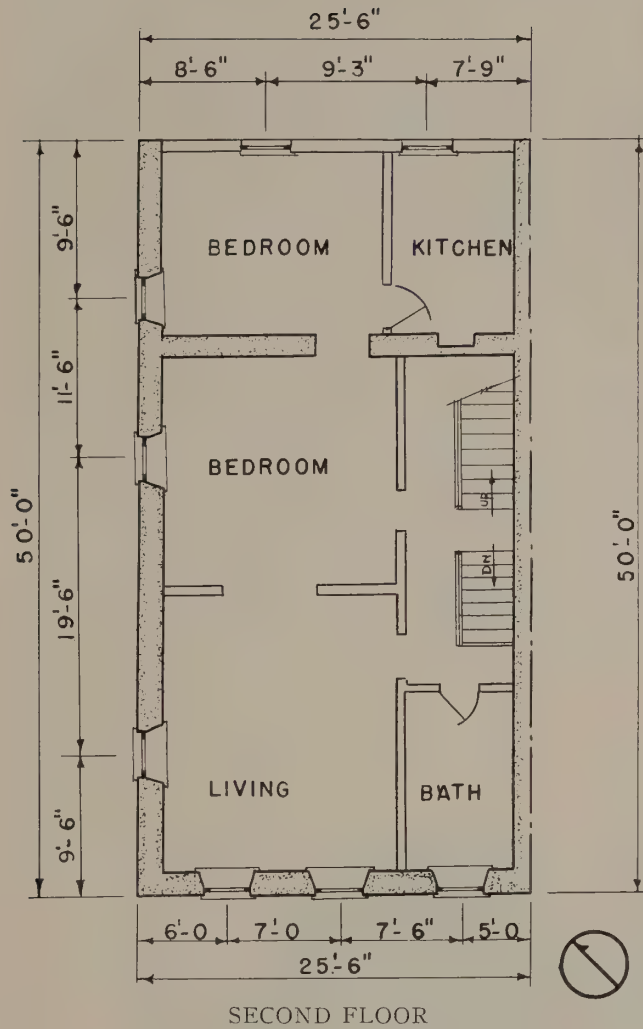 25'-6"
8'-6" 9'-3" 7'-9"
9'-6"
BEDROOM KITCHEN
11'-6"
BEDROOM
UP
50'-0" 50'-0"
DN
19'-6"
LIVING BATH
9'-6"
6'-0 7'-0 7'-6" 5'-0
25'-6"
SECOND FLOOR